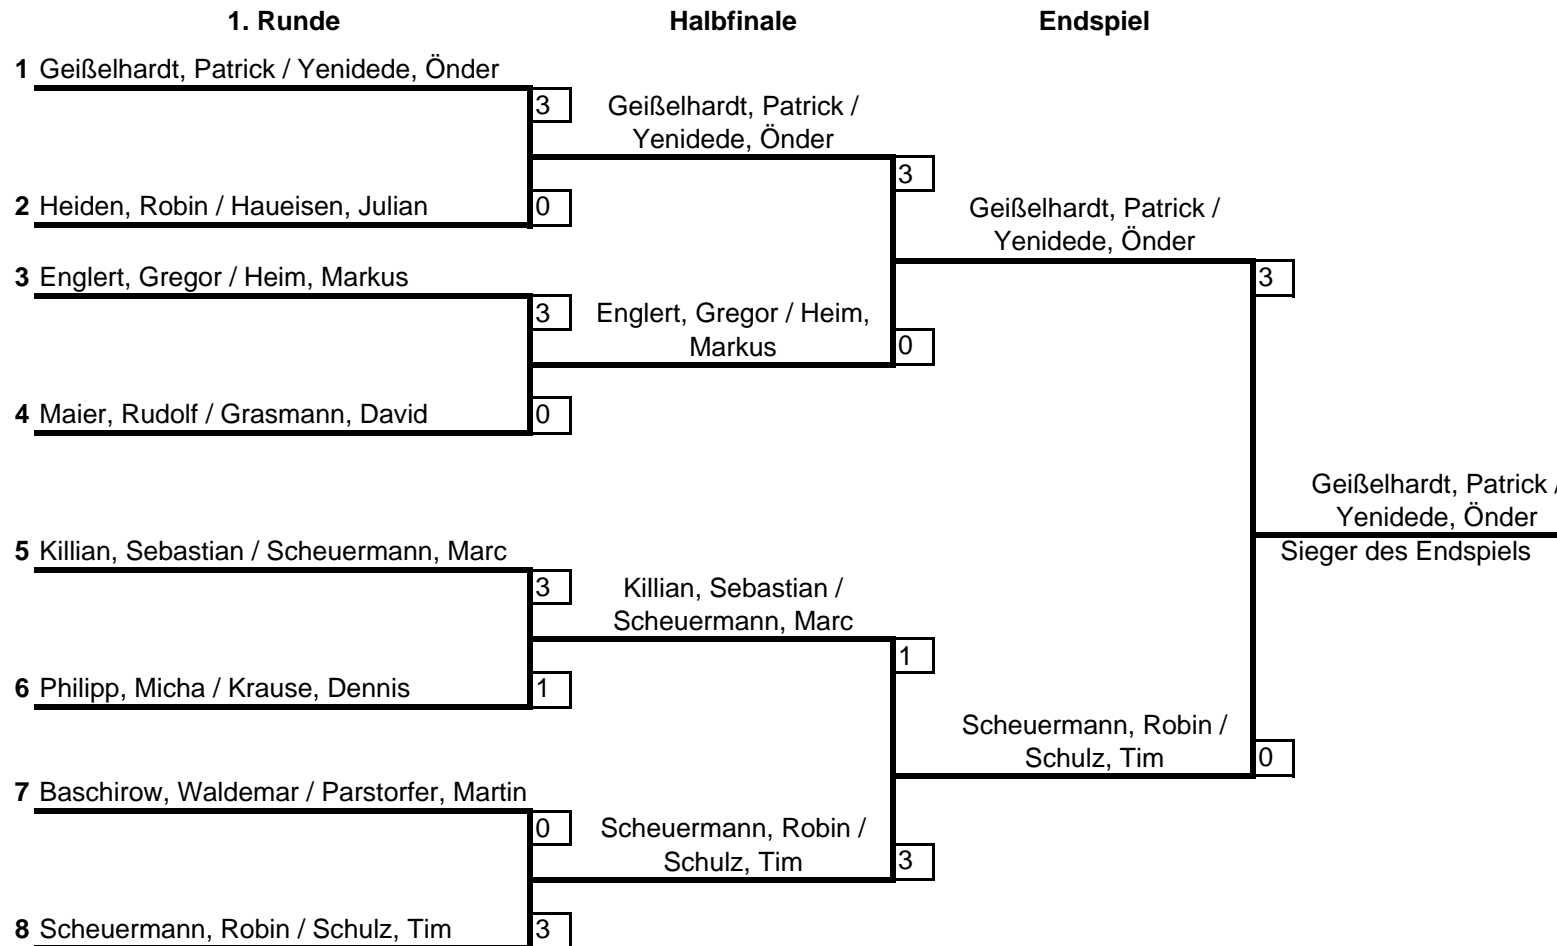 1. Runde
Halbfinale
Endspiel
1 Geißelhardt, Patrick / Yenidede, Önder
3
Geißelhardt, Patrick /
Yenidede, Önder
3
2 Heiden, Robin / Haueisen, Julian
0
Geißelhardt, Patrick /
Yenidede, Önder
3
3 Englert, Gregor / Heim, Markus
3
Englert, Gregor / Heim,
Markus
0
4 Maier, Rudolf / Grasmann, David
0
Geißelhardt, Patrick /
Yenidede, Önder
Sieger des Endspiels
5 Killian, Sebastian / Scheuermann, Marc
3
Killian, Sebastian /
Scheuermann, Marc
1
6 Philipp, Micha / Krause, Dennis
1
Scheuermann, Robin /
Schulz, Tim
0
7 Baschirow, Waldemar / Parstorfer, Martin
0
Scheuermann, Robin /
Schulz, Tim
3
8 Scheuermann, Robin / Schulz, Tim
3